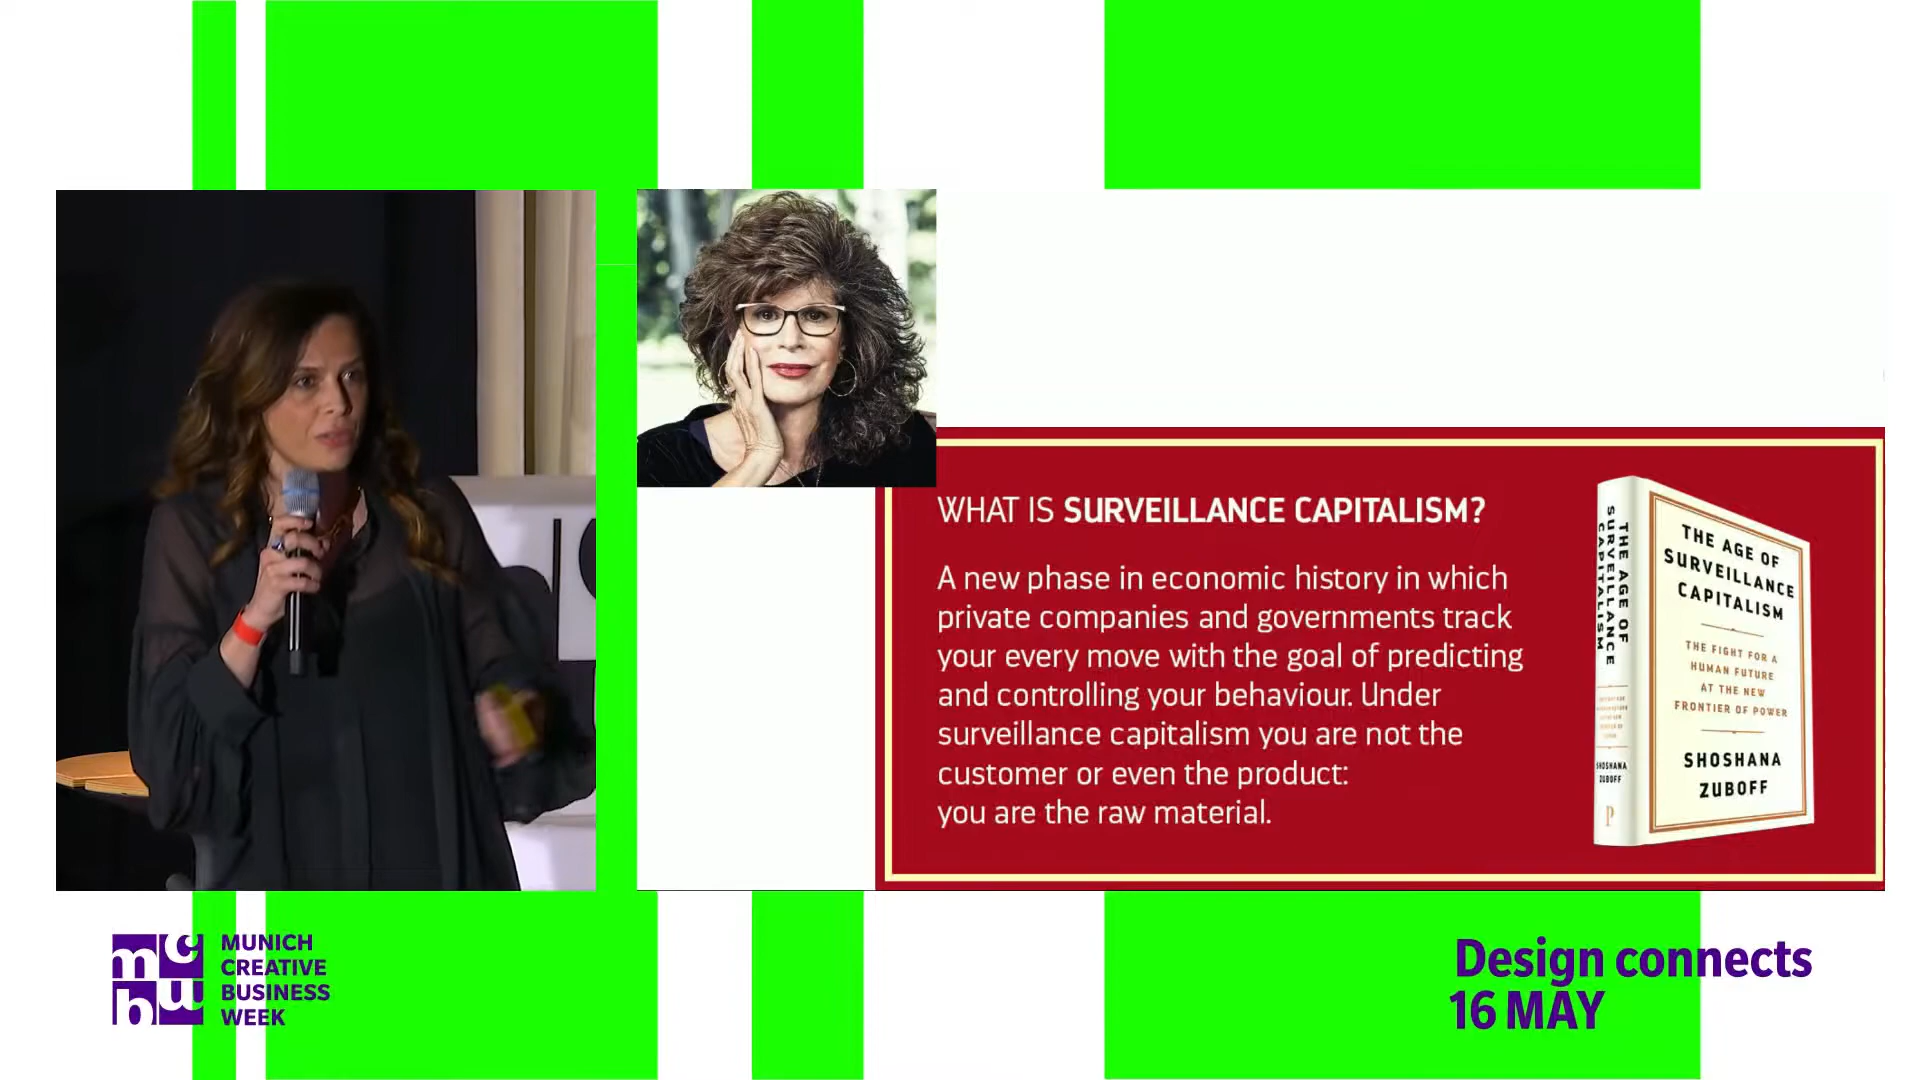 WHAT IS SURVEILLANCE CAPITALISM?
A new phase in economic history in which
private companies and governments track
your every move with the goal of predicting
and controlling your behaviour. Under
surveillance capitalism you are not the
customer or even the product:
you are the raw material.
THE AGE OF
SURVEILLANCE
CAPITALISM
SHOSHANA
ZUBOFF
P
THE AGE OF
SURVEILLANCE
CAPITALISM
THE FIGHT FOR A
HUMAN FUTURE
AT THE NEW
FRONTIER OF POWER
SHOSHANA
ZUBOFF
mc
bw
MUNICH
CREATIVE
BUSINESS
WEEK
Design connects
16 MAY